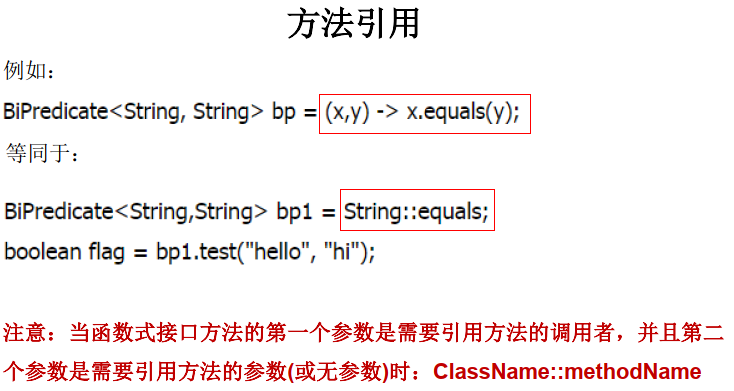 方法引用
例如：
BiPredicate<String, String> bp = (x,y) -> x.equals(y);
等同于：
BiPredicate<String,String> bp1 = String::equals;
boolean flag = bp1.test("hello", "hi");
注意：当函数式接口方法的第一个参数是需要引用方法的调用者，并且第二
个参数是需要引用方法的参数(或无参数)时：ClassName::methodName